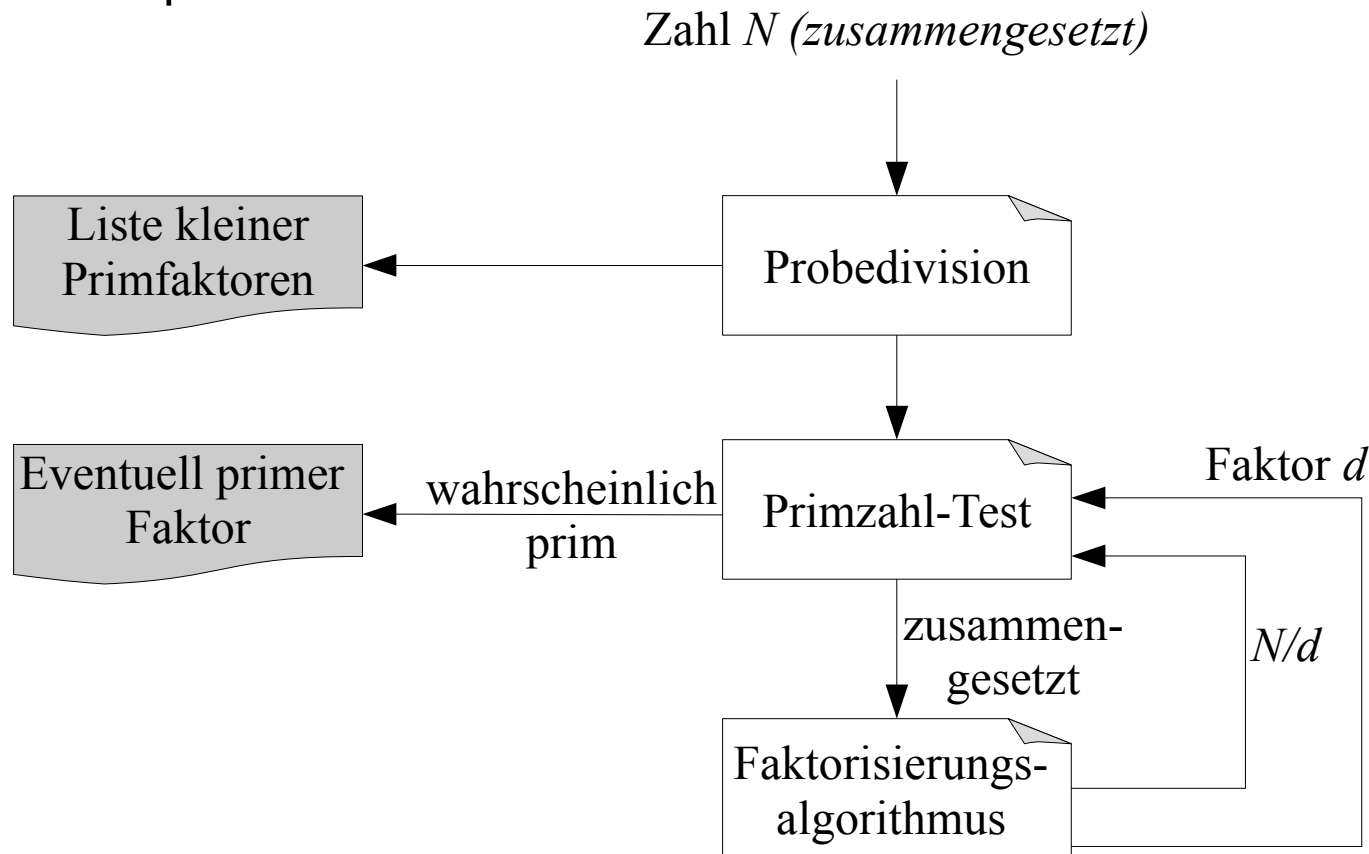 Zahl N (zusammengesetzt)
Liste kleiner
Primfaktoren
Probedivision
Eventuell primer
Faktor
wahrscheinlich
prim
Primzahl-Test
Faktor d
zusammen-
gesetzt
N/d
Faktorisierungs-
algorithmus